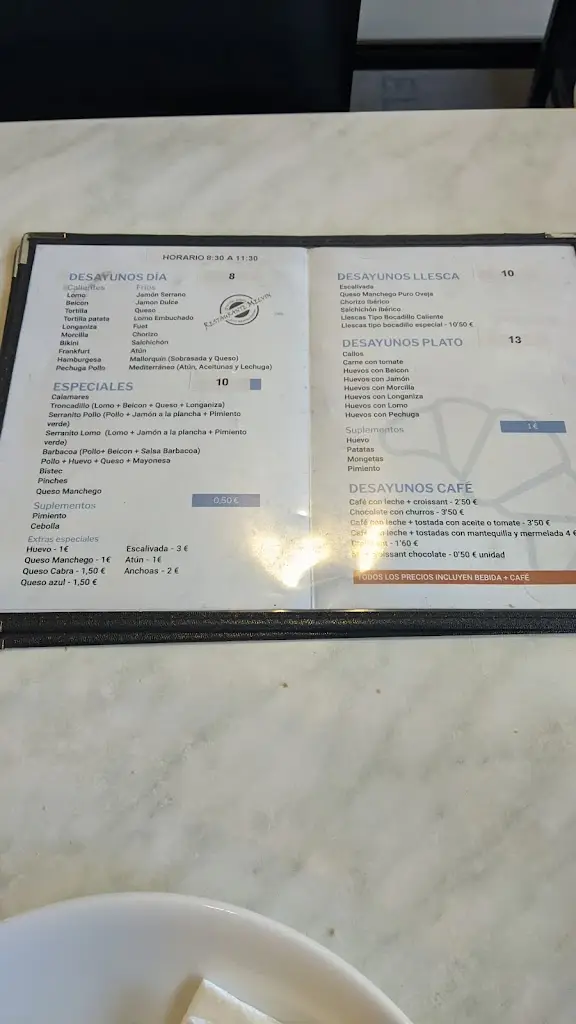 HORARIO 8:30 A 11:30
DESAYUNOS DÍA 8
Calientes Fríos
Lomo Jamón Serrano
Beicon Jamon Dulce
Tortilla Queso
Tortilla patata Lomo Embuchado
Longaniza Fuet
Morcilla Chorizo
Bikini Salchichón
Frankfurt Atún
Hamburgesa Mallorquín (Sobrasada y Queso)
Pechuga Pollo Mediterráneo (Atún, Aceitunas y Lechuga)
RESTAURANTE MELVIN
ESPECIALES 10
Calamares
Troncadillo (Lomo + Beicon + Queso + Longaniza)
Serranito Pollo (Pollo + Jamón a la plancha + Pimiento
verde)
Serranito Lomo (Lomo + Jamón a la plancha + Pimiento
verde)
Barbacoa (Pollo+ Beicon + Salsa Barbacoa)
Pollo + Huevo + Queso + Mayonesa
Bistec
Pinches
Queso Manchego
Suplementos 0,50 €
Pimiento
Cebolla
Extras especiales
Huevo - 1€ Escalivada - 3 €
Queso Manchego - 1€ Atún - 1€
Queso Cabra - 1,50 € Anchoas - 2 €
Queso azul - 1,50 €
DESAYUNOS LLESCA 10
Escalivada
Queso Manchego Puro Oveja
Chorizo Ibérico
Salchichón Ibérico
Llescas Tipo Bocadillo Caliente
Llescas tipo bocadillo especial - 10'50 €
DESAYUNOS PLATO 13
Callos
Carne con tomate
Huevos con Beicon
Huevos con Jamón
Huevos con Morcilla
Huevos con Longaniza
Huevos con Lomo
Huevos con Pechuga
Suplementos 1 €
Huevo
Patatas
Mongetas
Pimiento
DESAYUNOS CAFÉ
Café con leche + croissant - 2'50 €
Chocolate con churros - 3'50 €
Café con leche + tostada con aceite o tomate - 3'50 €
Café con leche + tostadas con mantequilla y mermelada 4 €
- 1'60 €
croissant chocolate - 0'50 € unidad
TODOS LOS PRECIOS INCLUYEN BEBIDA + CAFÉ